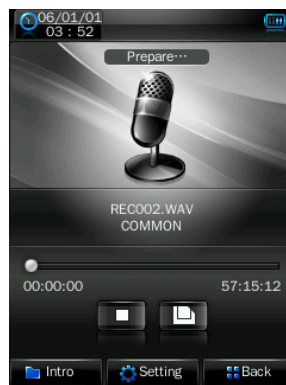 06/01/01
03 : 52
Prepare⋯
REC002.WAV
COMMON
00:00:00
57:15:12
Intro
Setting
Back